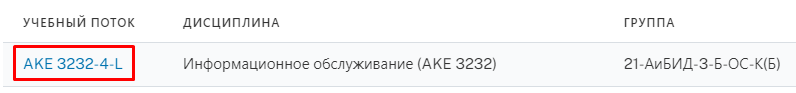 УЧЕБНЫЙ ПОТОК ДИСЦИПЛИНА ГРУППА
AKE 3232-4-L Информационное обслуживание (AKE 3232) 21-АиБИД-3-Б-ОС-К(Б)